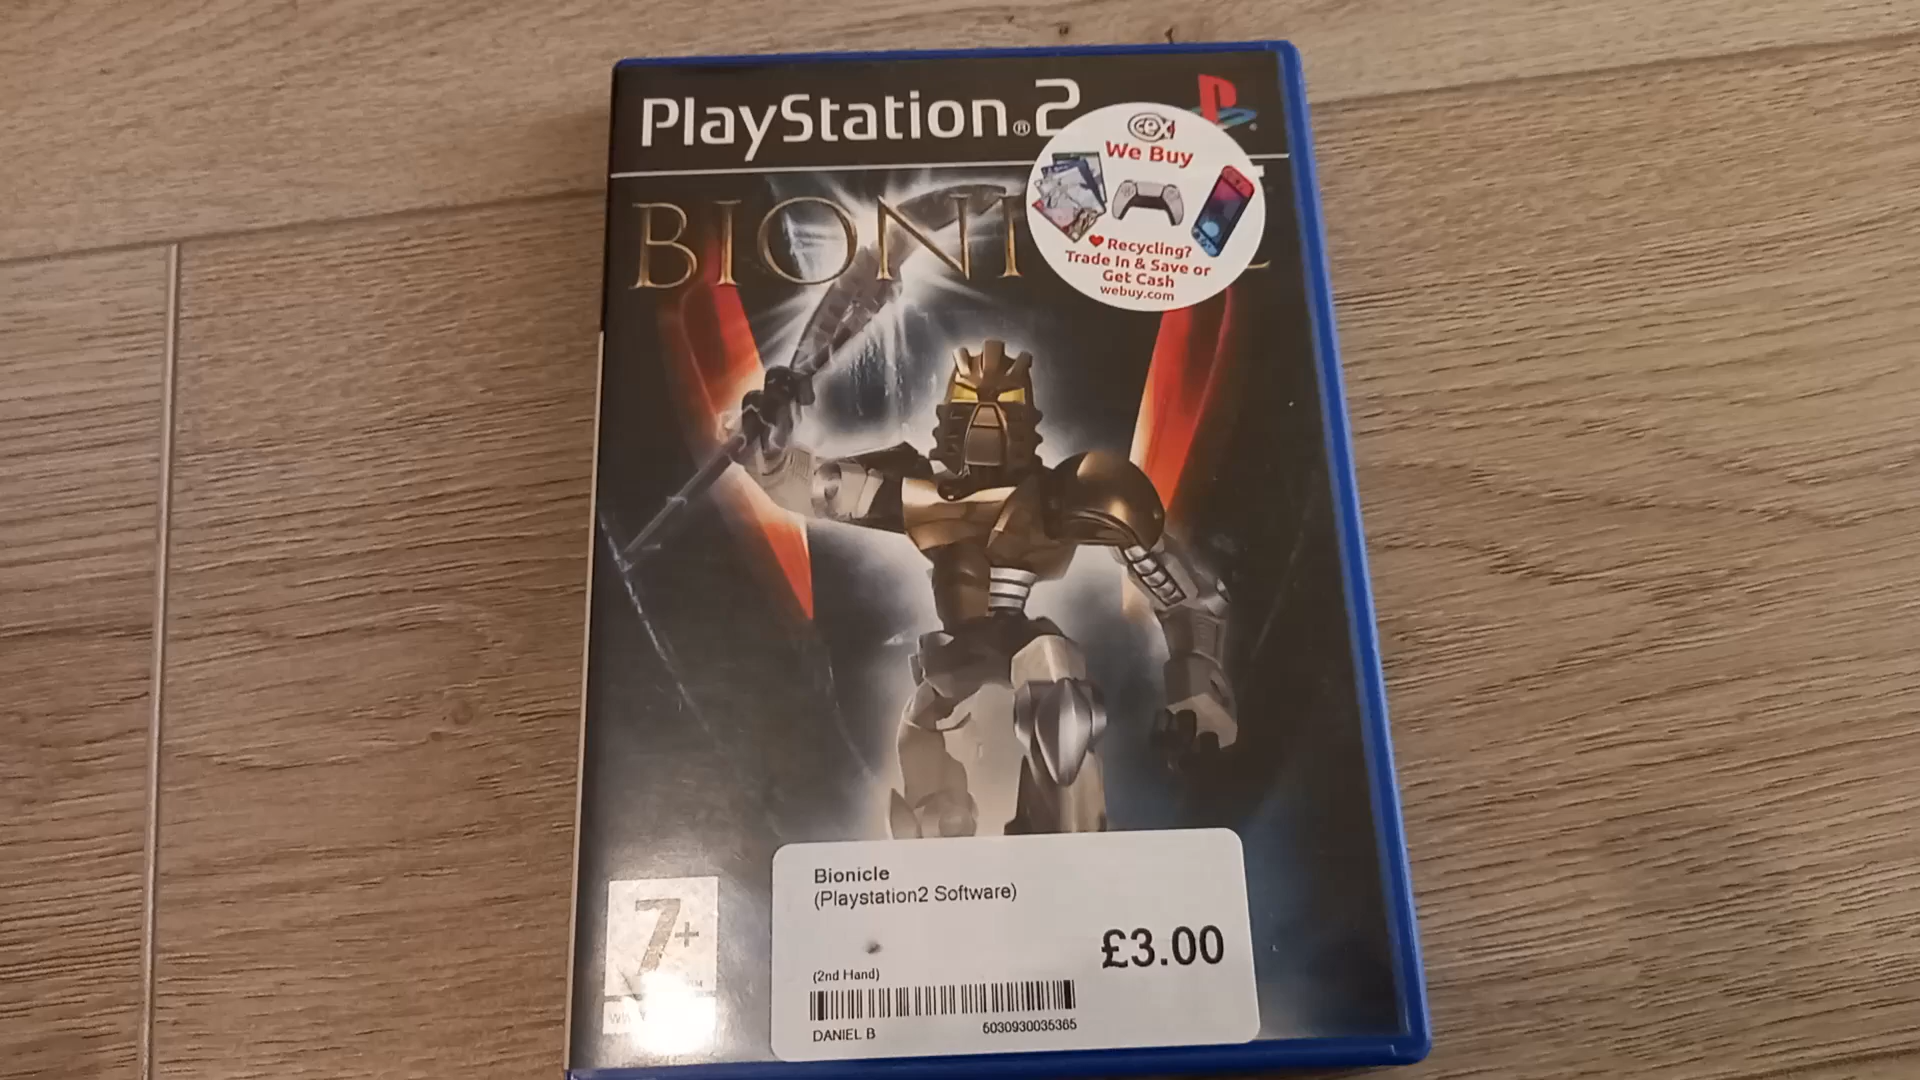 PlayStation®2
BIONI
cex
We Buy
Recycling?
Trade In & Save or
Get Cash
webuy.com
Bionicle
(Playstation2 Software)
£3.00
(2nd Hand)
DANIEL B
5030930035365
7+